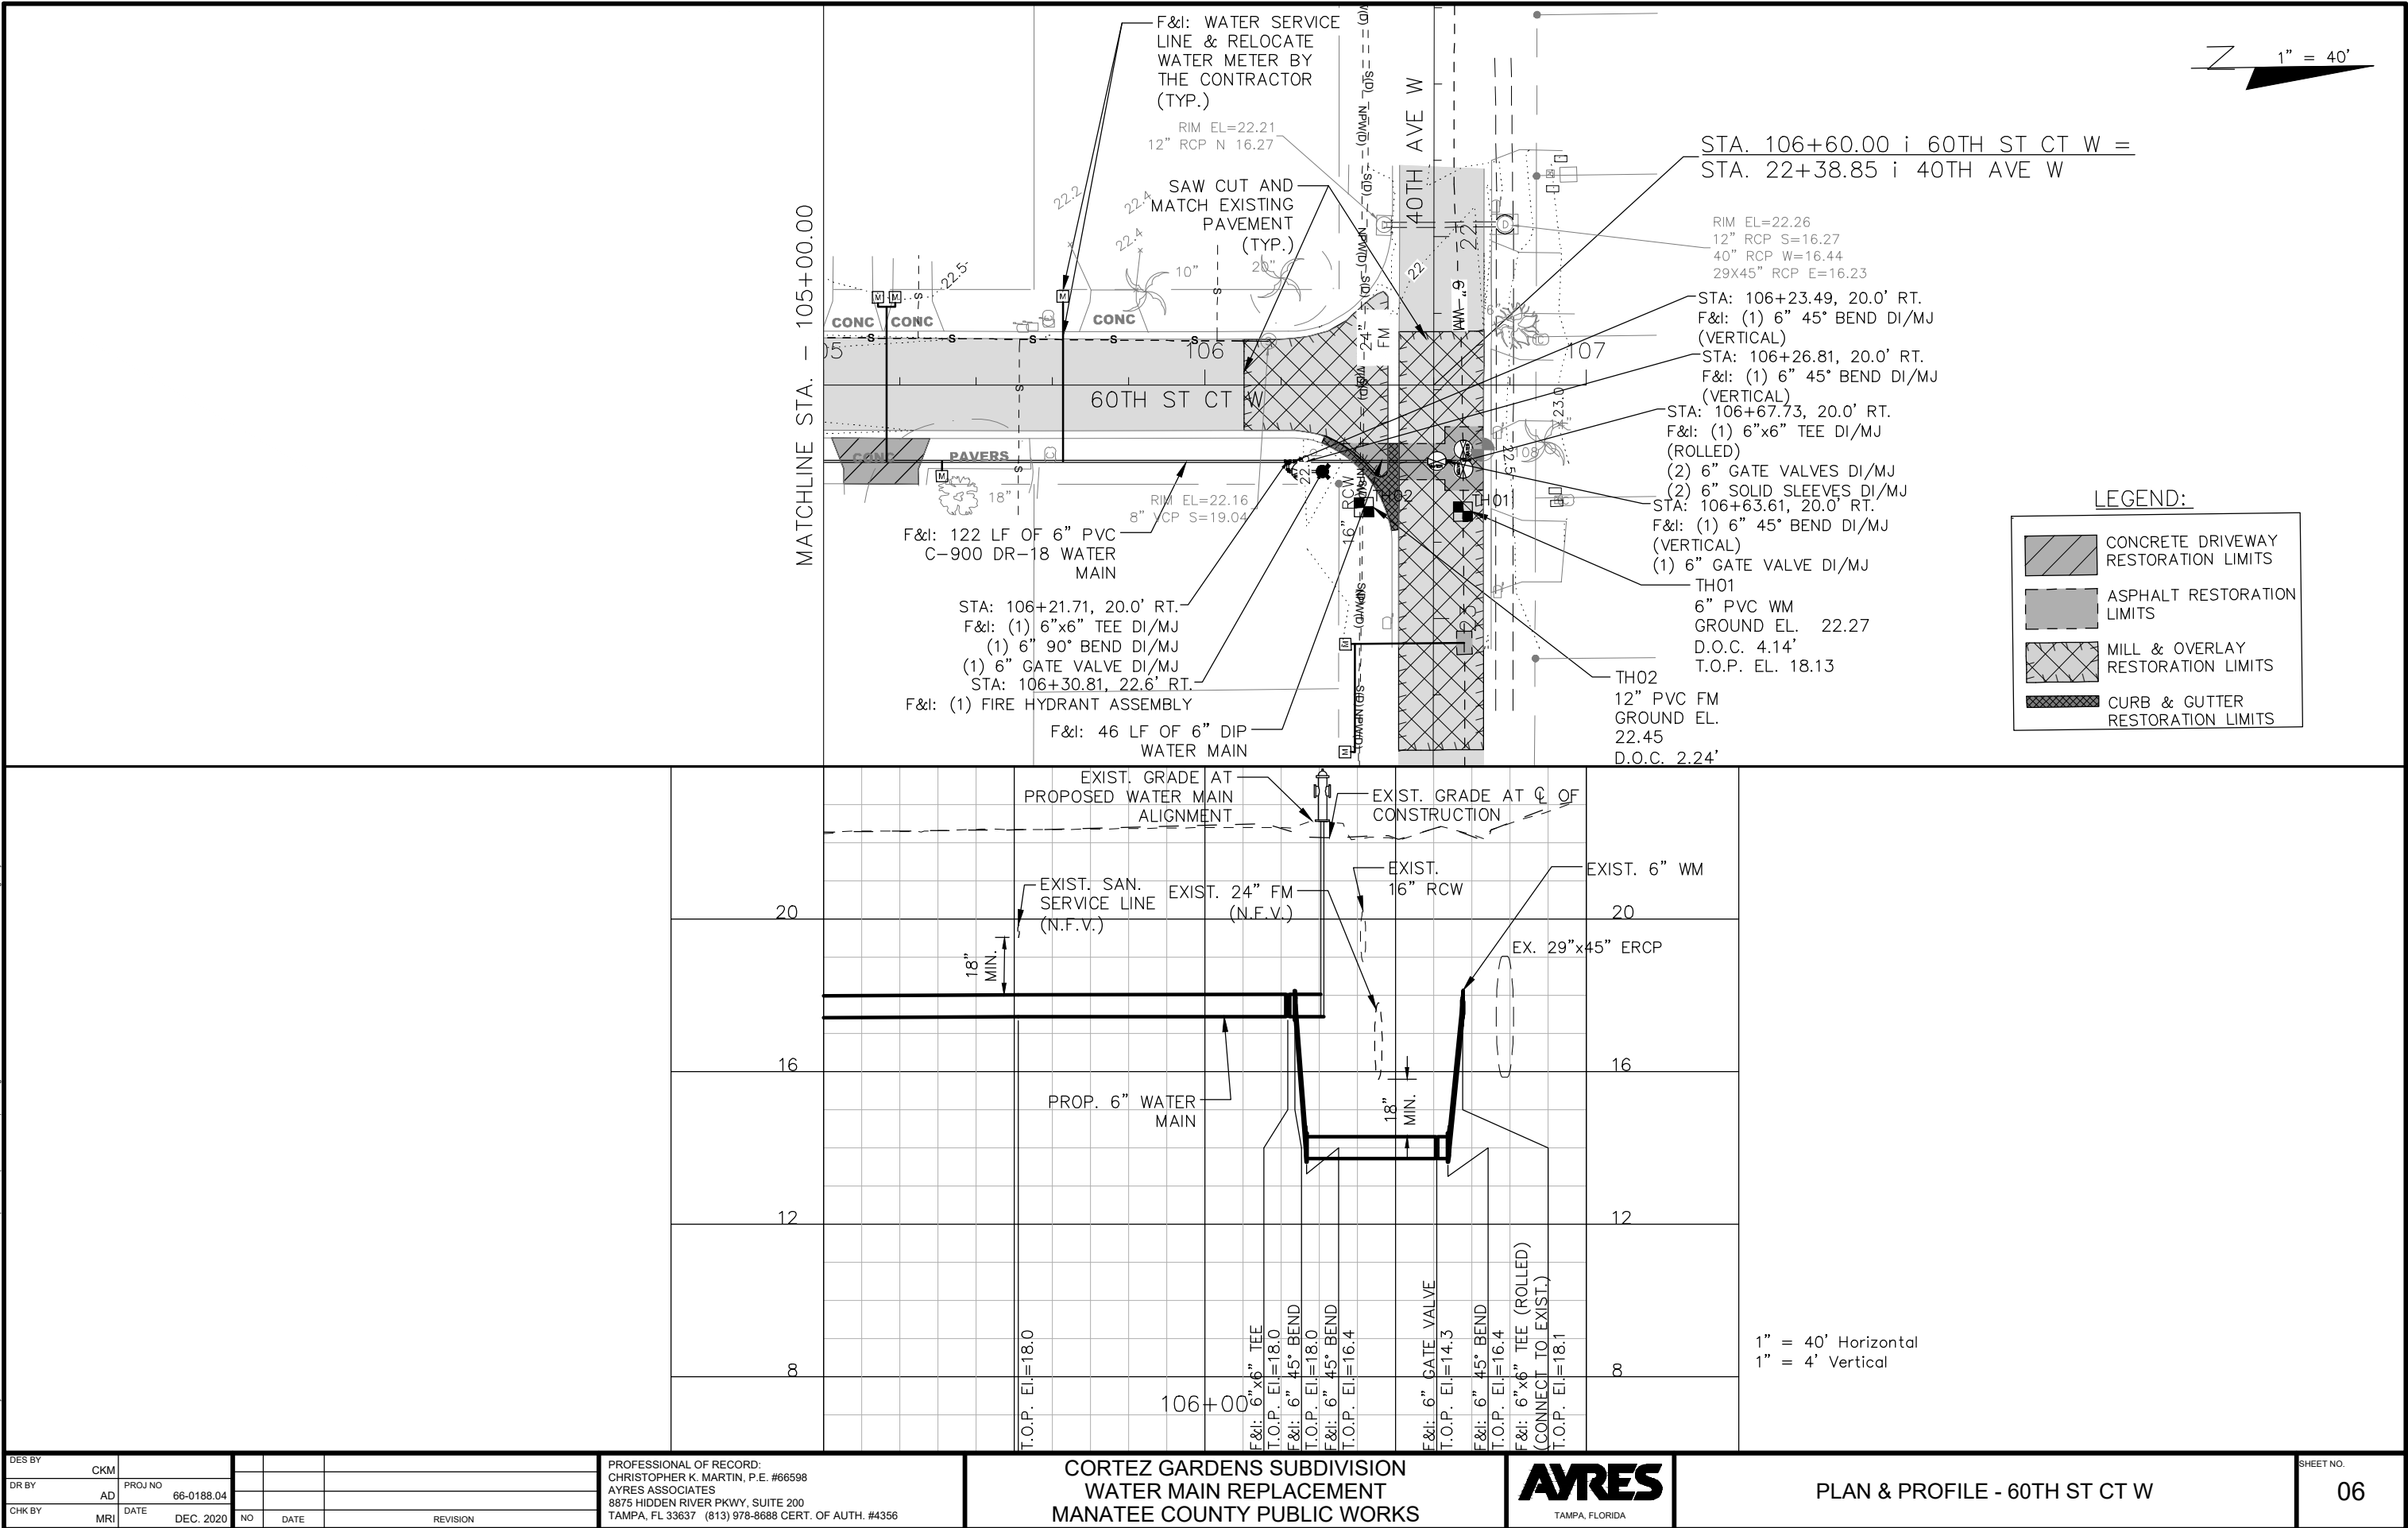 F&I: WATER SERVICE
LINE & RELOCATE
WATER METER BY
THE CONTRACTOR
(TYP.)
RIM EL=22.21
12" RCP N 16.27
SAW CUT AND
MATCH EXISTING
PAVEMENT
(TYP.)
40TH AVE W
1" = 40'
STA. 106+60.00 i 60TH ST CT W =
STA. 22+38.85 i 40TH AVE W
RIM EL=22.26
12" RCP S=16.27
40" RCP W=16.44
29X45" RCP E=16.23
STA: 106+23.49, 20.0' RT.
F&I: (1) 6" 45° BEND DI/MJ
(VERTICAL)
STA: 106+26.81, 20.0' RT.
F&I: (1) 6" 45° BEND DI/MJ
(VERTICAL)
STA: 106+67.73, 20.0' RT.
F&I: (1) 6"x6" TEE DI/MJ
(ROLLED)
(2) 6" GATE VALVES DI/MJ
(2) 6" SOLID SLEEVES DI/MJ
STA: 106+63.61, 20.0' RT.
F&I: (1) 6" 45° BEND DI/MJ
(VERTICAL)
(1) 6" GATE VALVE DI/MJ
TH01
6" PVC WM
GROUND EL. 22.27
D.O.C. 4.14'
T.O.P. EL. 18.13
TH02
12" PVC FM
GROUND EL.
22.45
D.O.C. 2.24'
MATCHLINE STA. - 105+00.00
22.2
22.4
22.4
22.5
10"
20"
CONC
CONC
CONC
106
107
60TH ST CT W
24"
FM
22
22
23
23.0
22.5
CONC
PAVERS
18"
RIM EL=22.16
8" VCP S=19.04
16" RCW
TH02
TH01
F&I: 122 LF OF 6" PVC
C-900 DR-18 WATER
MAIN
STA: 106+21.71, 20.0' RT.
F&I: (1) 6"x6" TEE DI/MJ
(1) 6" 90° BEND DI/MJ
(1) 6" GATE VALVE DI/MJ
STA: 106+30.81, 22.6' RT.
F&I: (1) FIRE HYDRANT ASSEMBLY
F&I: 46 LF OF 6" DIP
WATER MAIN
LEGEND:
CONCRETE DRIVEWAY
RESTORATION LIMITS
ASPHALT RESTORATION
LIMITS
MILL & OVERLAY
RESTORATION LIMITS
CURB & GUTTER
RESTORATION LIMITS
EXIST. GRADE AT
PROPOSED WATER MAIN
ALIGNMENT
EXIST. GRADE AT ℄ OF
CONSTRUCTION
EXIST. SAN.
SERVICE LINE
(N.F.V.)
EXIST. 24" FM
(N.F.V.)
EXIST.
16" RCW
EXIST. 6" WM
EX. 29"x45" ERCP
18"
MIN.
18"
MIN.
PROP. 6" WATER
MAIN
20
20
16
16
12
12
8
8
106+00
T.O.P. El.=18.0
F&I: 6"x6" TEE
T.O.P. El.=18.0
F&I: 6" 45° BEND
T.O.P. El.=18.0
F&I: 6" 45° BEND
T.O.P. El.=16.4
F&I: 6" GATE VALVE
T.O.P. El.=14.3
F&I: 6" 45° BEND
T.O.P. El.=16.4
F&I: 6"x6" TEE (ROLLED)
(CONNECT TO EXIST.)
T.O.P. El.=18.1
1" = 40' Horizontal
1" = 4' Vertical
DES BY
CKM
DR BY
AD
PROJ NO
66-0188.04
CHK BY
MRI
DATE
DEC. 2020
NO
DATE
REVISION
PROFESSIONAL OF RECORD:
CHRISTOPHER K. MARTIN, P.E. #66598
AYRES ASSOCIATES
8875 HIDDEN RIVER PKWY, SUITE 200
TAMPA, FL 33637 (813) 978-8688 CERT. OF AUTH. #4356
CORTEZ GARDENS SUBDIVISION
WATER MAIN REPLACEMENT
MANATEE COUNTY PUBLIC WORKS
AYRES
TAMPA, FLORIDA
PLAN & PROFILE - 60TH ST CT W
SHEET NO.
06